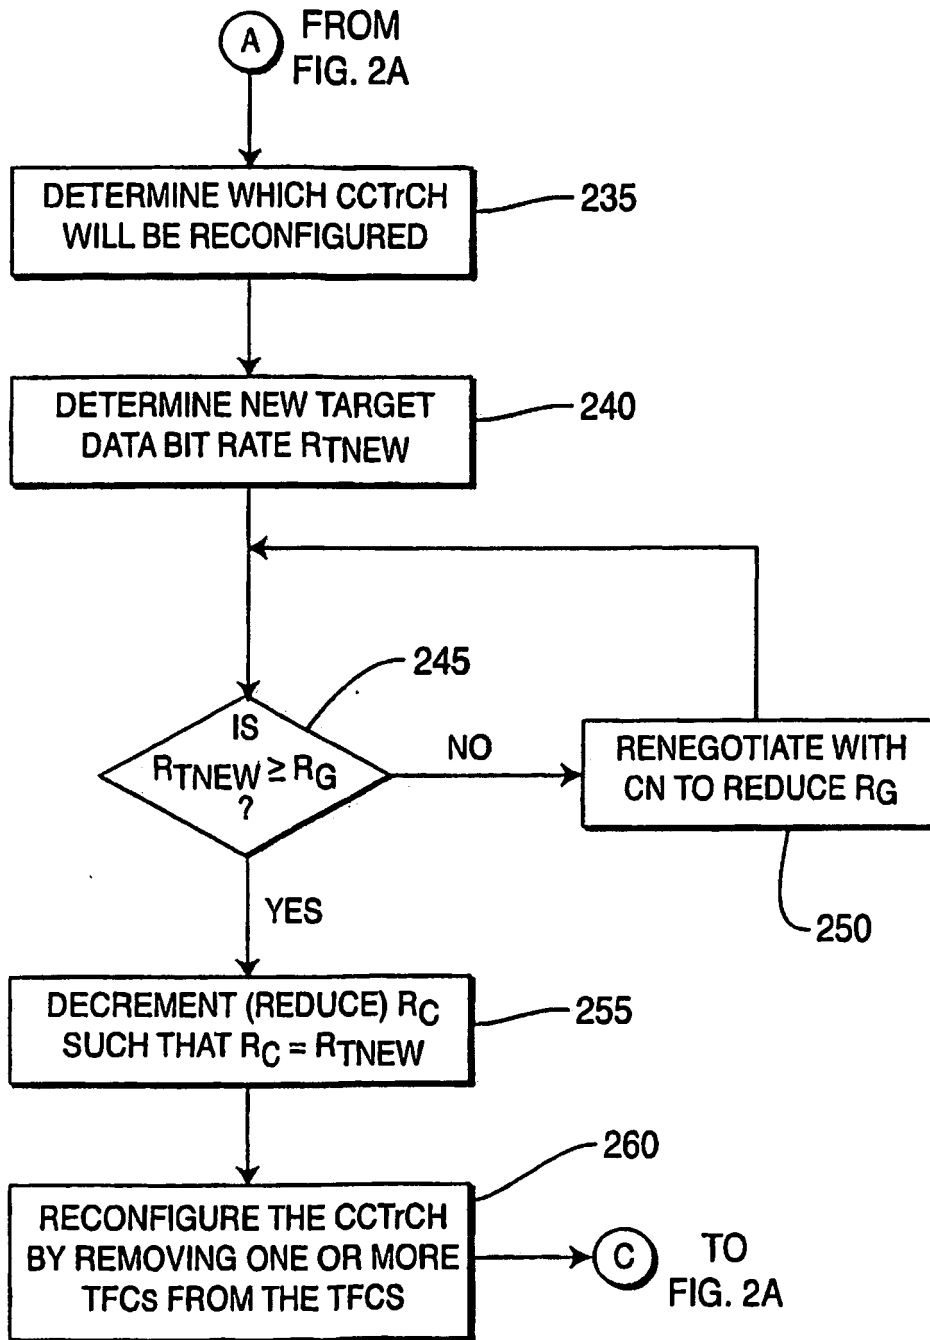 A
FROM
FIG. 2A
DETERMINE WHICH CCTrCH
WILL BE RECONFIGURED
235
DETERMINE NEW TARGET
DATA BIT RATE RTNEW
240
245
IS
RTNEW ≥ RG
?
NO
RENEGOTIATE WITH
CN TO REDUCE RG
250
YES
DECREMENT (REDUCE) RC
SUCH THAT RC = RTNEW
255
260
RECONFIGURE THE CCTrCH
BY REMOVING ONE OR MORE
TFCs FROM THE TFCS
C
TO
FIG. 2A